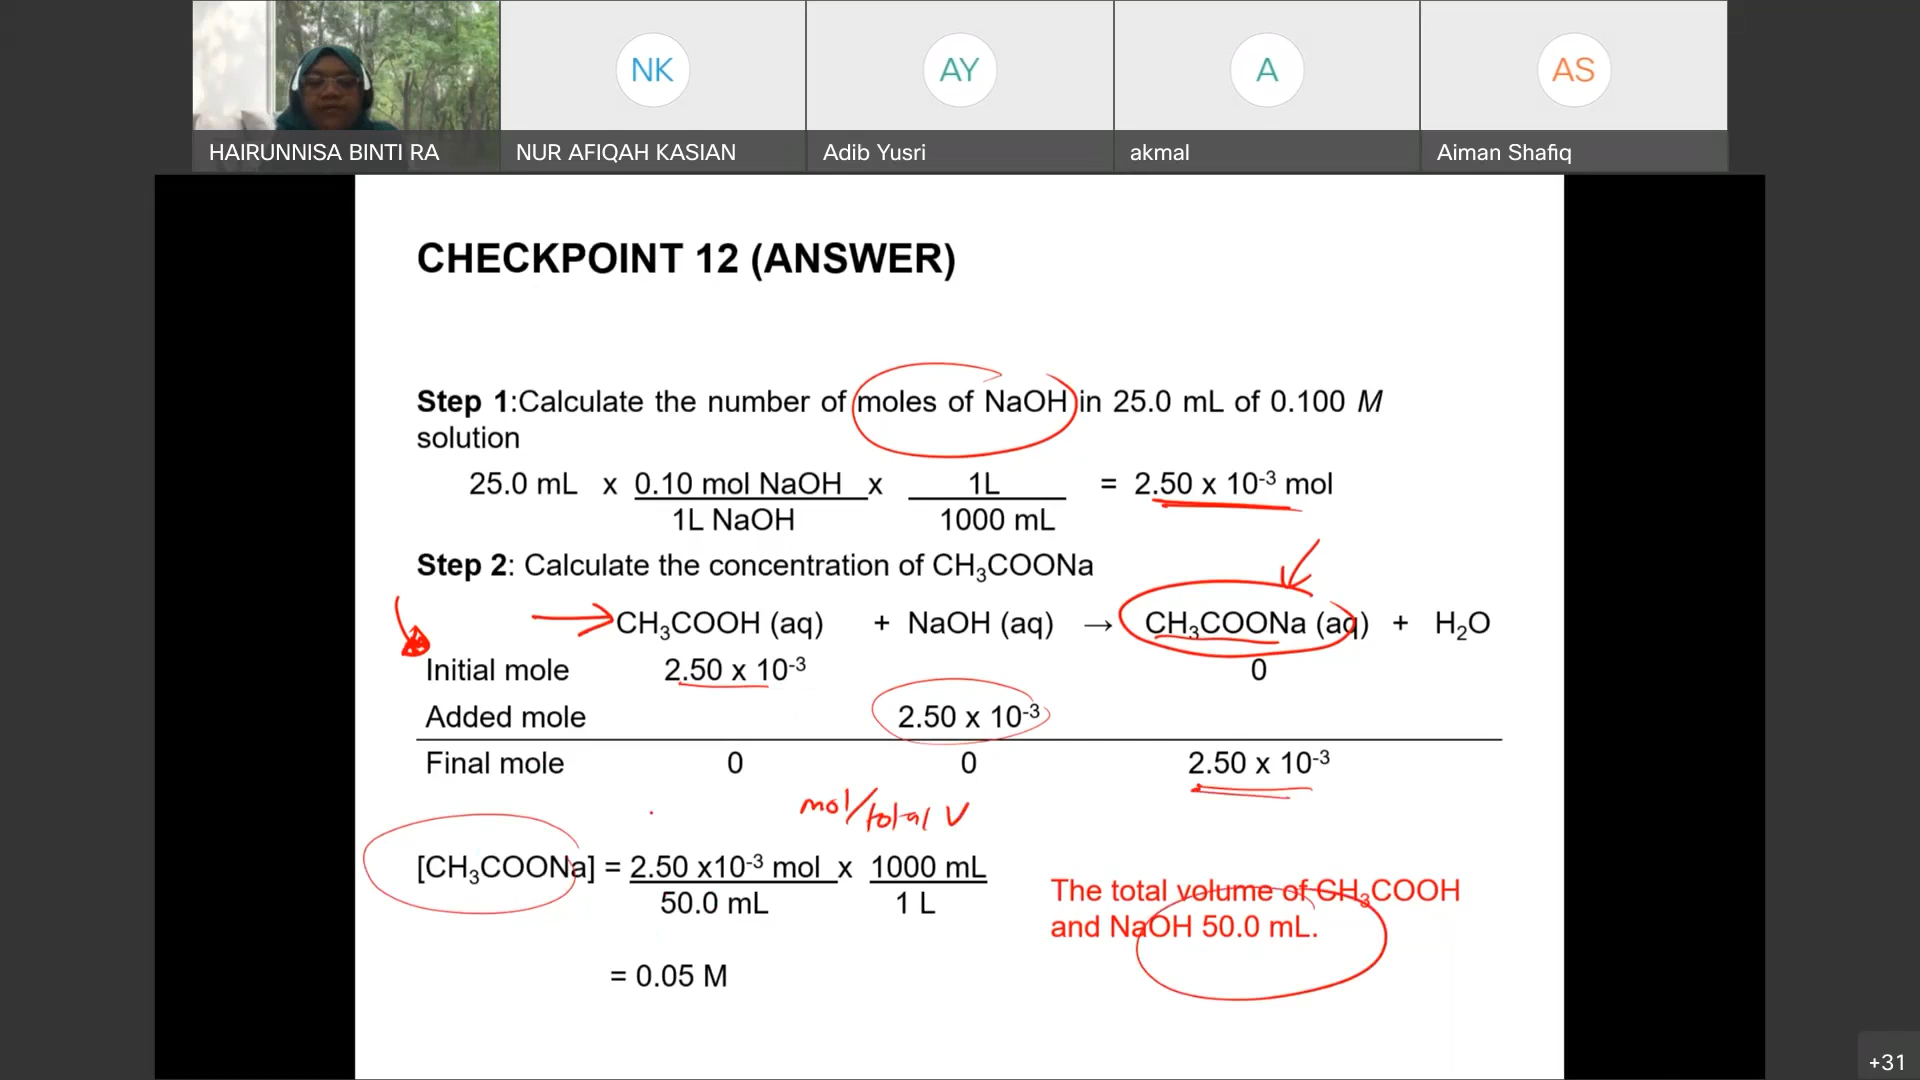 NK
AY
A
AS
HAIRUNNISA BINTI RA
NUR AFIQAH KASIAN
Adib Yusri
akmal
Aiman Shafiq
CHECKPOINT 12 (ANSWER)
Step 1:Calculate the number of moles of NaOH in 25.0 mL of 0.100 M
solution
25.0 mL x 0.10 mol NaOH x 1L = 2.50 x 10⁻³ mol
1L NaOH 1000 mL
Step 2: Calculate the concentration of CH₃COONa
CH₃COOH (aq) + NaOH (aq) → CH₃COONa (aq) + H₂O
Initial mole 2.50 x 10⁻³ 0
Added mole 2.50 x 10⁻³
Final mole 0 0 2.50 x 10⁻³
mol/total V
[CH₃COONa] = 2.50 x10⁻³ mol x 1000 mL
50.0 mL 1 L
= 0.05 M
The total volume of CH₃COOH
and NaOH 50.0 mL.
+31